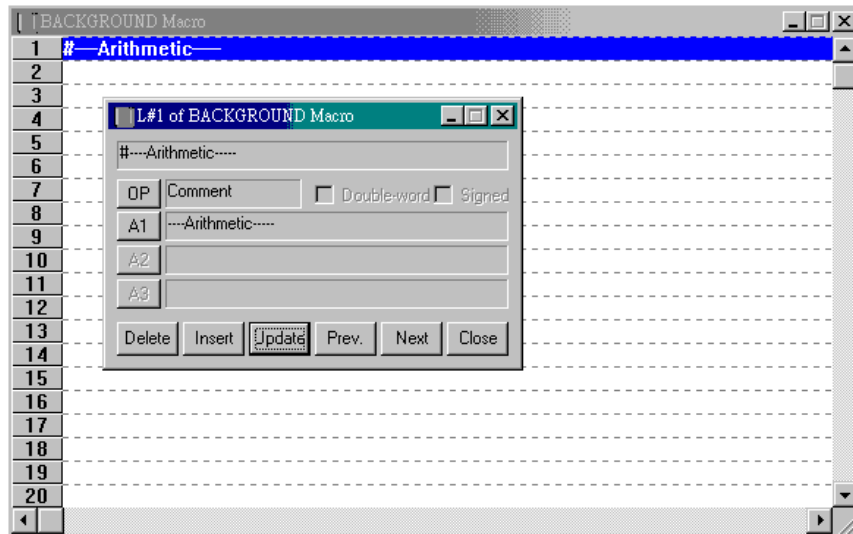 BACKGROUND Macro
1 #----Arithmetic-----
2
3
4
5
6
7
8
9
10
11
12
13
14
15
16
17
18
19
20
L#1 of BACKGROUND Macro
#----Arithmetic-----
OP Comment Double-word Signed
A1 ----Arithmetic-----
A2
A3
Delete Insert Update Prev. Next Close